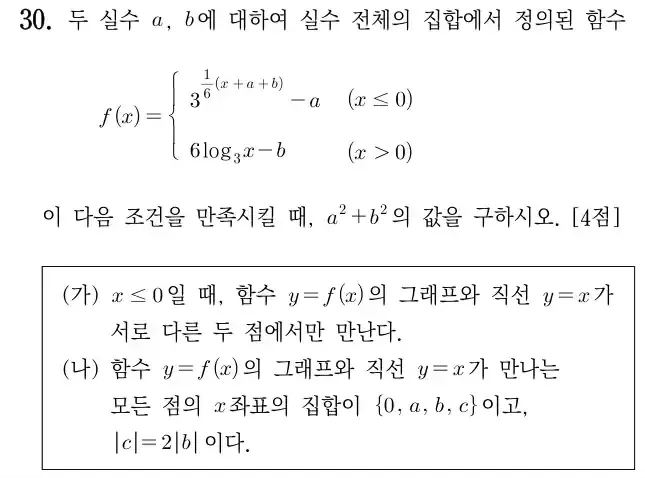 30. 두 실수 a, b에 대하여 실수 전체의 집합에서 정의된 함수
f(x) = { 3^{\frac{1}{6}(x+a+b)} - a (x ≤ 0)
6log₃x - b (x > 0)
이 다음 조건을 만족시킬 때, a²+b²의 값을 구하시오. [4점]
(가) x ≤ 0일 때, 함수 y=f(x)의 그래프와 직선 y=x가
서로 다른 두 점에서만 만난다.
(나) 함수 y=f(x)의 그래프와 직선 y=x가 만나는
모든 점의 x좌표의 집합이 {0, a, b, c}이고,
|c|=2|b|이다.